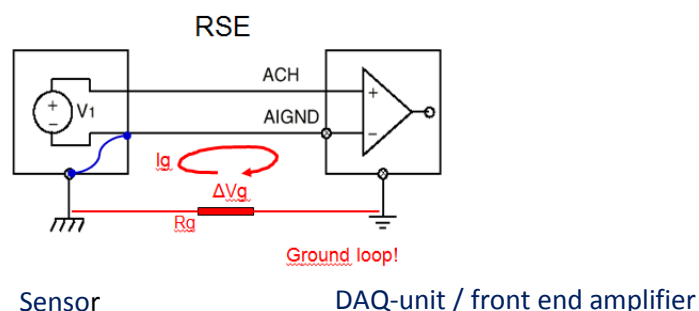 RSE
ACH
+
+
V1
AIGND
−
−
Ig
ΔVg
Rg
Ground loop!
Sensor
DAQ-unit / front end amplifier